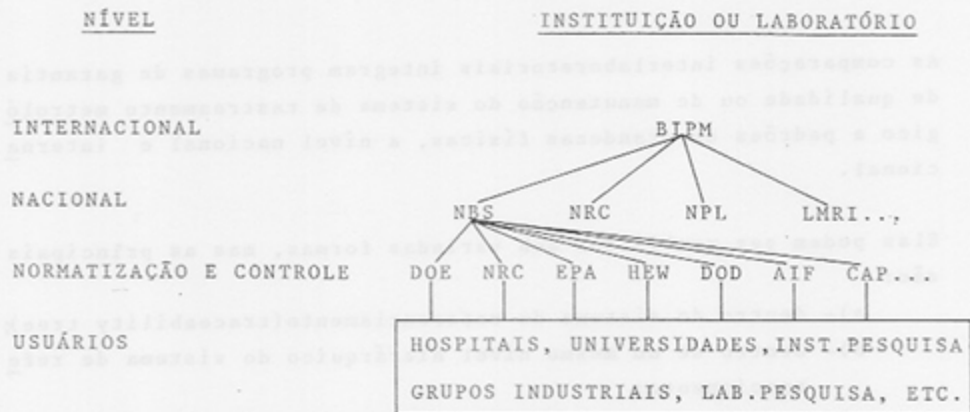 NÍVEL INSTITUIÇÃO OU LABORATÓRIO
INTERNACIONAL BIPM
NACIONAL NBS NRC NPL LMRI...
NORMATIZAÇÃO E CONTROLE DOE NRC EPA HEW DOD AIF CAP...
USUÁRIOS HOSPITAIS, UNIVERSIDADES,INST.PESQUISA
GRUPOS INDUSTRIAIS, LAB.PESQUISA, ETC.